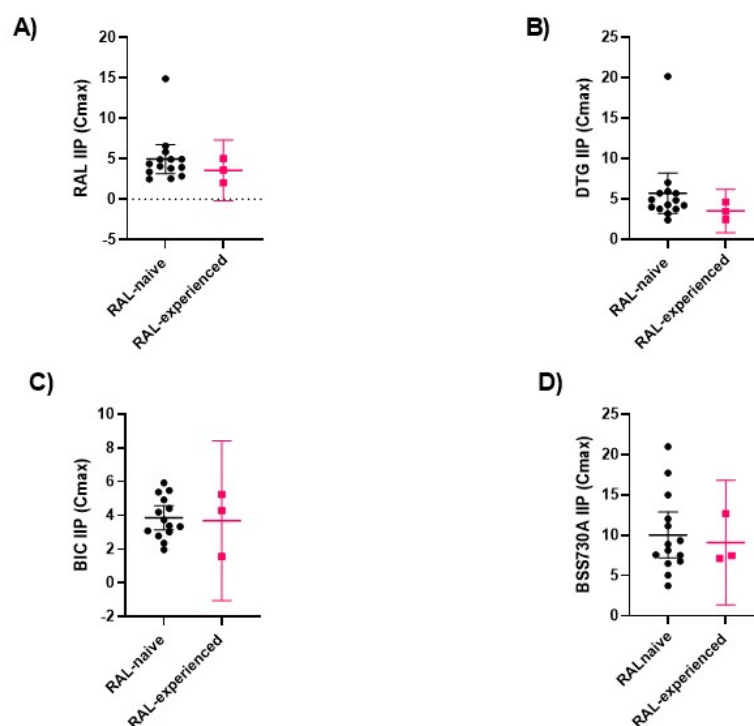 A)
RAL IIP (Cmax)
20
15
10
5
0
-5
RAL-naive
RAL-experienced
B)
DTG IIP (Cmax)
25
20
15
10
5
0
RAL-naive
RAL-experienced
C)
BIC IIP (Cmax)
10
8
6
4
2
0
-2
RAL-naive
RAL-experienced
D)
BSS730A IIP (Cmax)
25
20
15
10
5
0
RALnaive
RAL-experienced